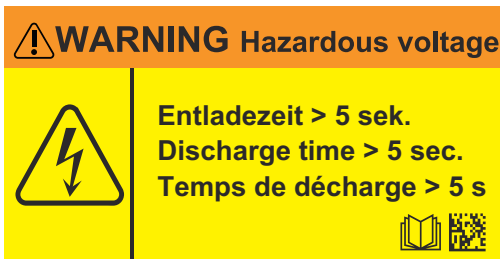 WARNING Hazardous voltage
Entladezeit > 5 sek.
Discharge time > 5 sec.
Temps de décharge > 5 s